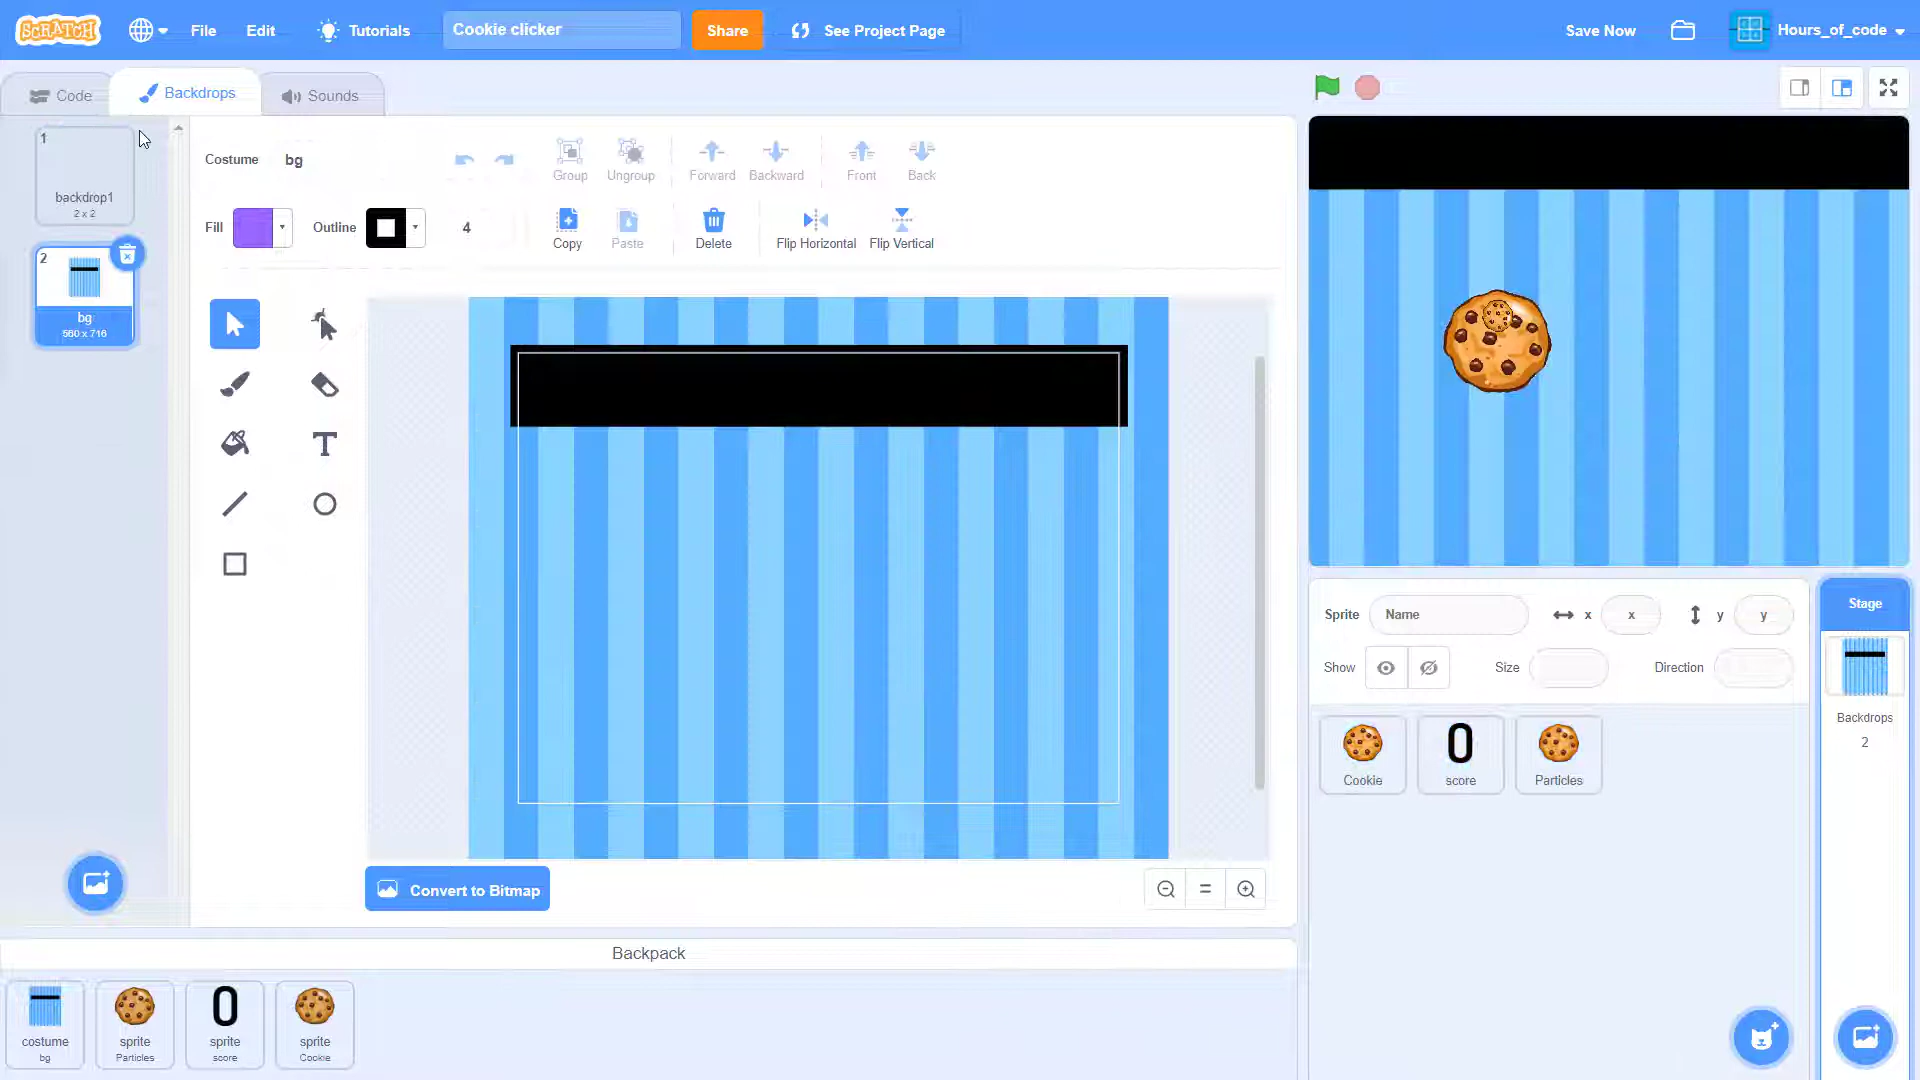 SCRATCH
File
Edit
Tutorials
Cookie clicker
Share
See Project Page
Save Now
Hours_of_code
Code
Backdrops
Sounds
1
backdrop1
2 x 2
2
bg
560 x 716
Costume
bg
Group
Ungroup
Forward
Backward
Front
Back
Fill
Outline
4
Copy
Paste
Delete
Flip Horizontal
Flip Vertical
T
Convert to Bitmap
Sprite
Name
x
x
y
y
Show
Size
Direction
Cookie
0
score
Particles
Stage
Backdrops
2
Backpack
costume
bg
sprite
Particles
0
sprite
score
sprite
Cookie